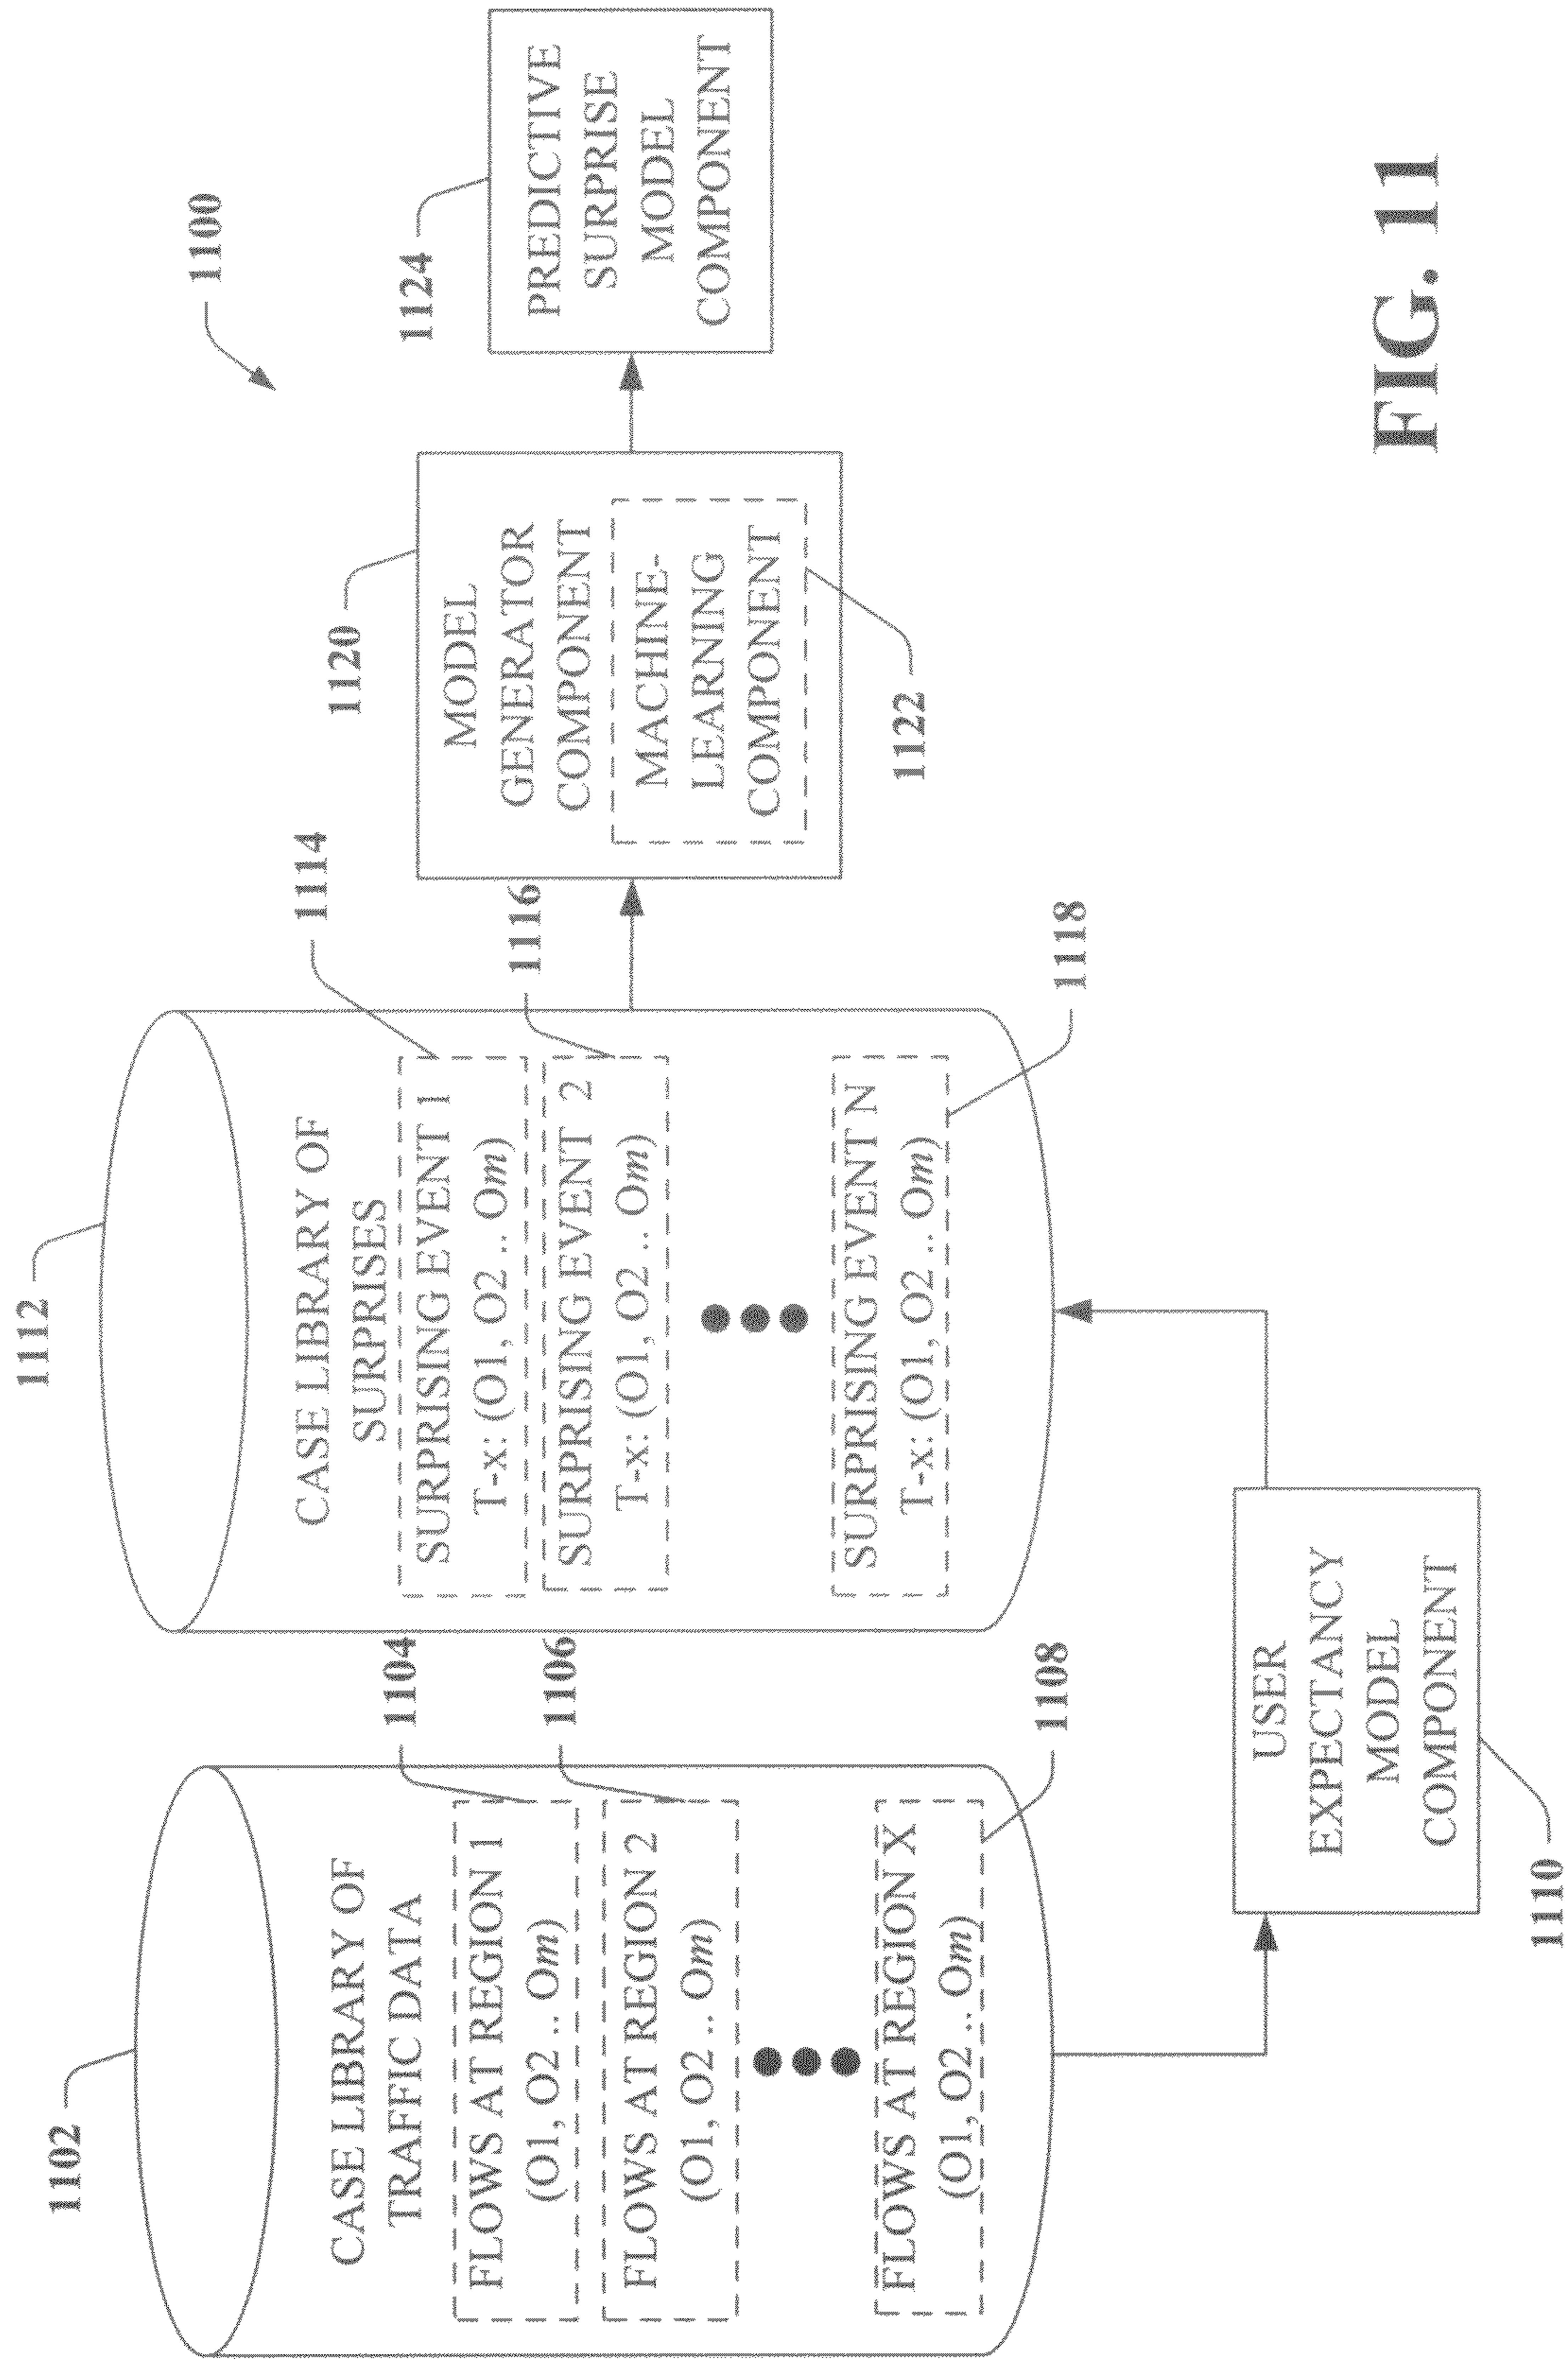 1100
1102
CASE LIBRARY OF
TRAFFIC DATA
1104
FLOWS AT REGION 1
(O1, O2 .. Om)
1106
FLOWS AT REGION 2
(O1, O2 .. Om)
FLOWS AT REGION X
(O1, O2 .. Om)
1108
1110
USER
EXPECTANCY
MODEL
COMPONENT
1112
CASE LIBRARY OF
SURPRISES
1114
SURPRISING EVENT 1
T-x: (O1, O2 .. Om)
1116
SURPRISING EVENT 2
T-x: (O1, O2 .. Om)
SURPRISING EVENT N
T-x: (O1, O2 .. Om)
1118
1120
MODEL
GENERATOR
COMPONENT
MACHINE-
LEARNING
COMPONENT
1122
1124
PREDICTIVE
SURPRISE
MODEL
COMPONENT
FIG. 11